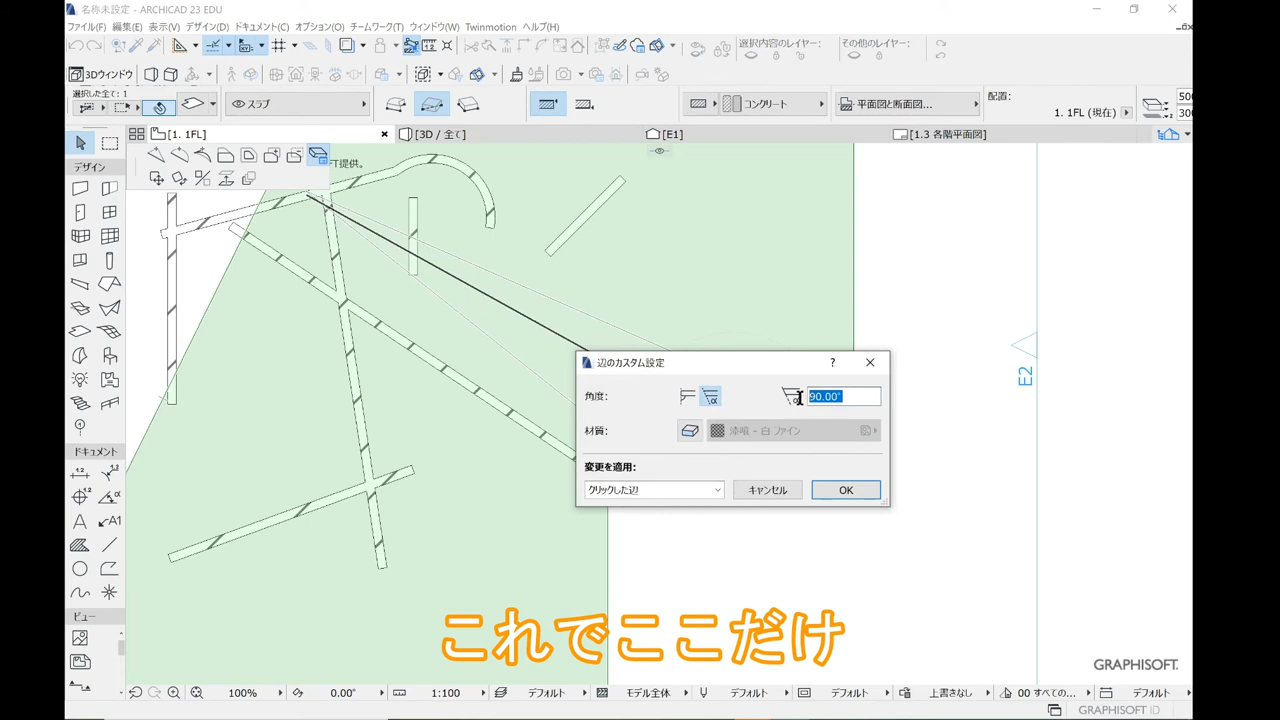 名称未設定 - ARCHICAD 23 EDU
ファイル(F) 編集(E) 表示(V) デザイン(D) ドキュメント(C) オプション(O) チームワーク(T) ウィンドウ(W) Twinmotion ヘルプ(H)
選択内容のレイヤー: その他のレイヤー:
3Dウィンドウ
選択した全て: 1
スラブ
コンクリート
平面図と断面図...
配置:
1. 1FL (現在)
500
300
[1. 1FL]
[3D / 全て]
[E1]
[1.3 各階平面図]
デザイン
FT提供。
E2
辺のカスタム設定
?
角度:
90.00°
材質:
漆喰 - 白 ファイン
変更を適用:
クリックした辺
キャンセル
OK
ドキュメント
1.2
1.2
A
A1
ビュー
これでここだけ
GRAPHISOFT.
100%
0.00°
1:100
デフォルト
モデル全体
デフォルト
デフォルト
上書きなし
00 すべての...
デフォルト
GRAPHISOFT ID